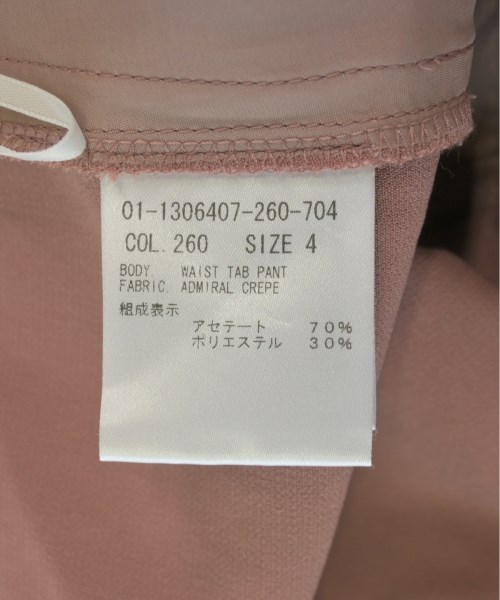 01-1306407-260-704
COL. 260 SIZE 4
BODY. WAIST TAB PANT
FABRIC. ADMIRAL CREPE
組成表示
アセテート 70%
ポリエステル 30%